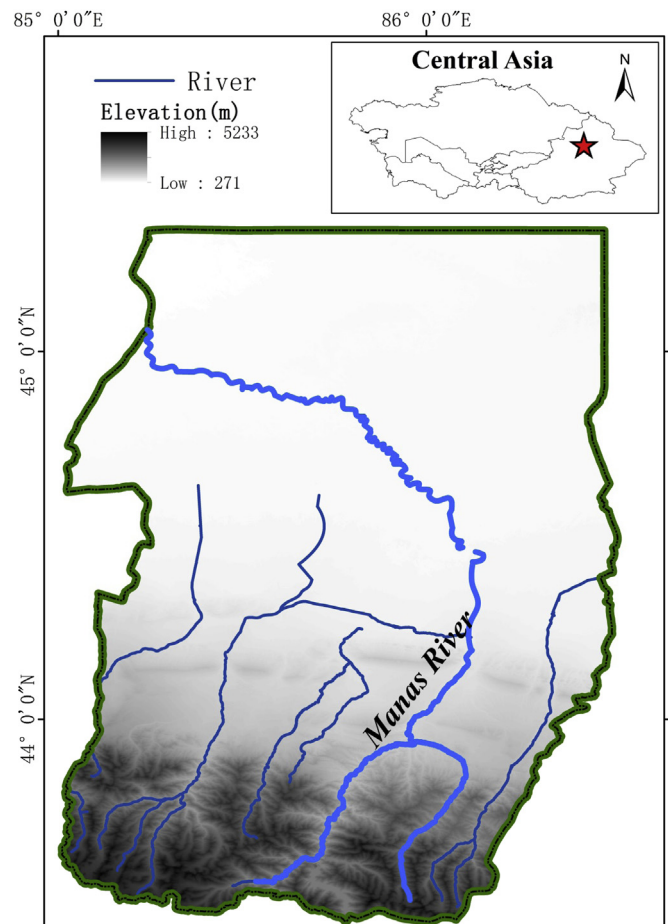 85° 0'0"E
86° 0'0"E
River
Elevation(m)
High : 5233
Low : 271
Central Asia
N
45° 0'0"N
44° 0'0"N
Manas River